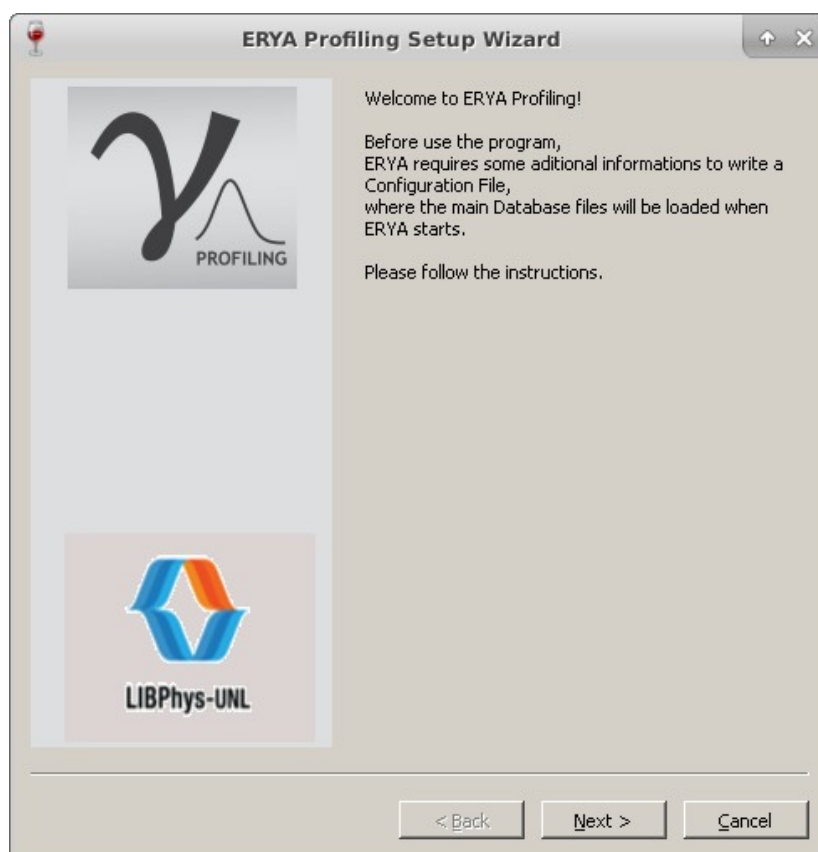 ERYA Profiling Setup Wizard
Welcome to ERYA Profiling!
Before use the program,
ERYA requires some aditional informations to write a
Configuration File,
where the main Database files will be loaded when
ERYA starts.
Please follow the instructions.
γ
PROFILING
LIBPhys-UNL
< Back
Next >
Cancel